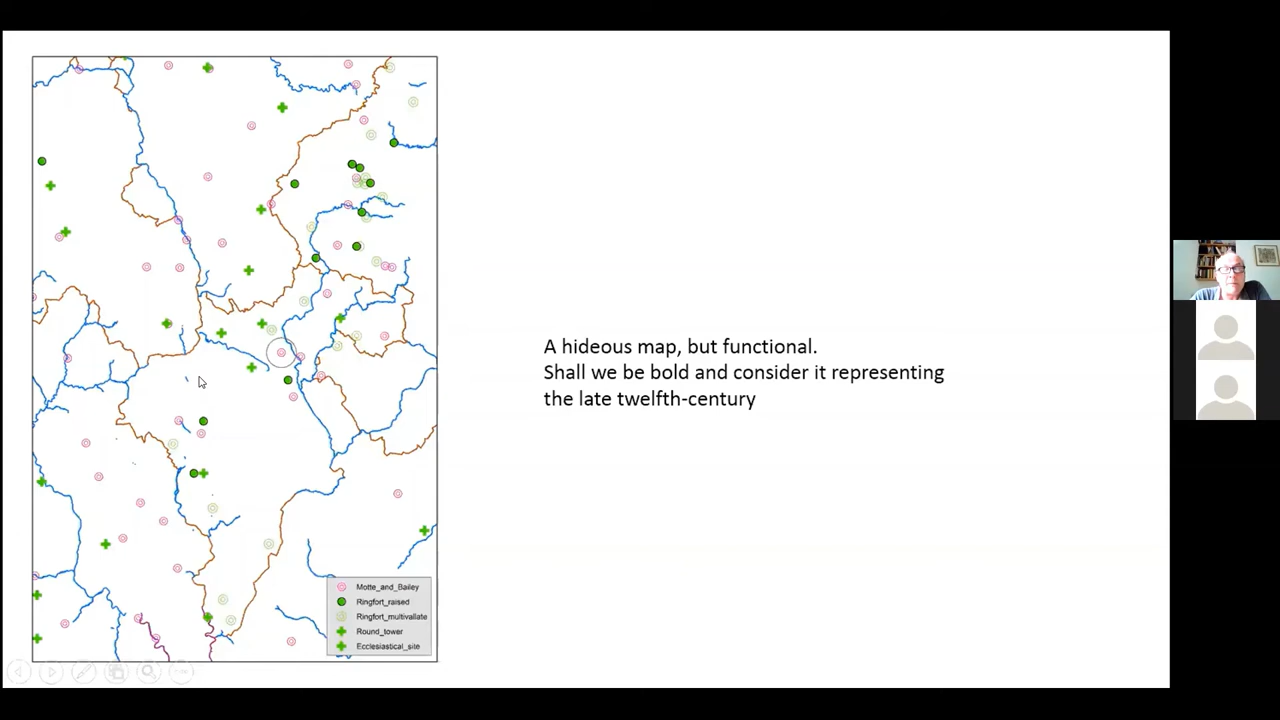 A hideous map, but functional.
Shall we be bold and consider it representing
the late twelfth-century
Motte_and_Bailey
Ringfort_raised
Ringfort_multivallate
Round_tower
Ecclesiastical_site